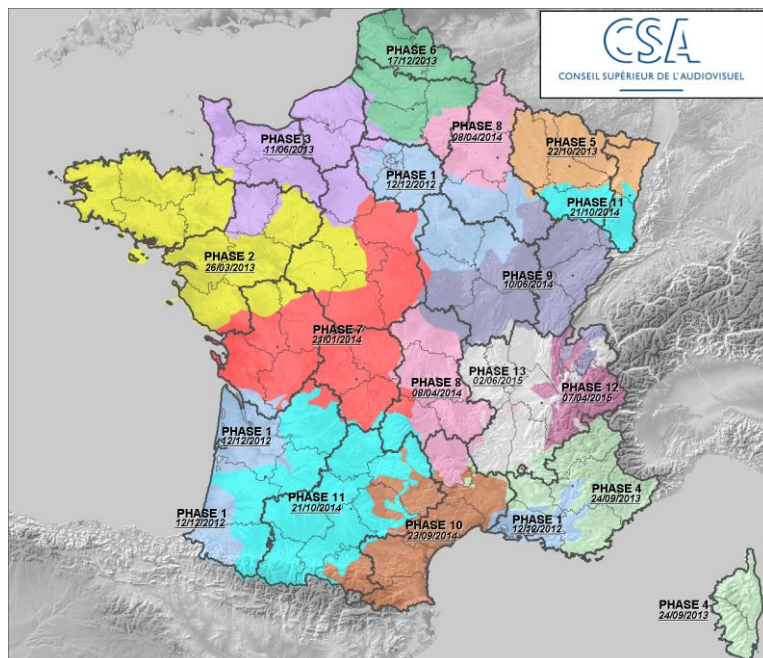 CSA
CONSEIL SUPÉRIEUR DE L'AUDIOVISUEL
PHASE 6
17/12/2013
PHASE 3
11/06/2013
PHASE 8
08/04/2014
PHASE 5
22/10/2013
PHASE 1
12/12/2012
PHASE 11
21/10/2014
PHASE 2
26/03/2013
PHASE 9
10/06/2014
PHASE 7
21/01/2014
PHASE 13
02/06/2015
PHASE 8
08/04/2014
PHASE 12
07/04/2015
PHASE 1
12/12/2012
PHASE 11
21/10/2014
PHASE 4
24/09/2013
PHASE 1
12/12/2012
PHASE 10
23/09/2014
PHASE 1
12/12/2012
PHASE 4
24/09/2013